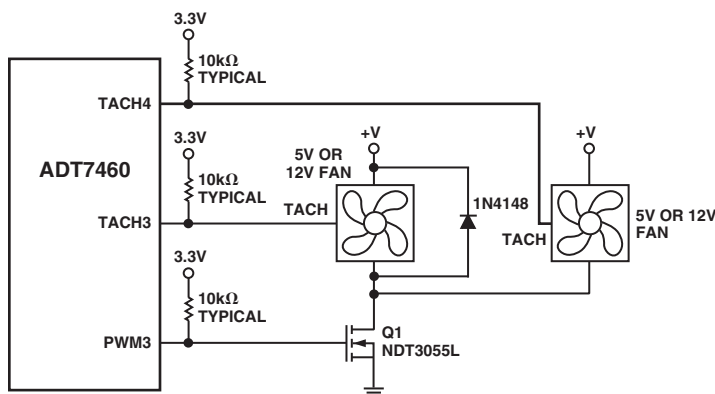 3.3V
10kΩ
TYPICAL
TACH4
3.3V
+V
+V
ADT7460
10kΩ
TYPICAL
5V OR
12V FAN
1N4148
TACH3
TACH
TACH
5V OR 12V
FAN
3.3V
10kΩ
TYPICAL
PWM3
Q1
NDT3055L